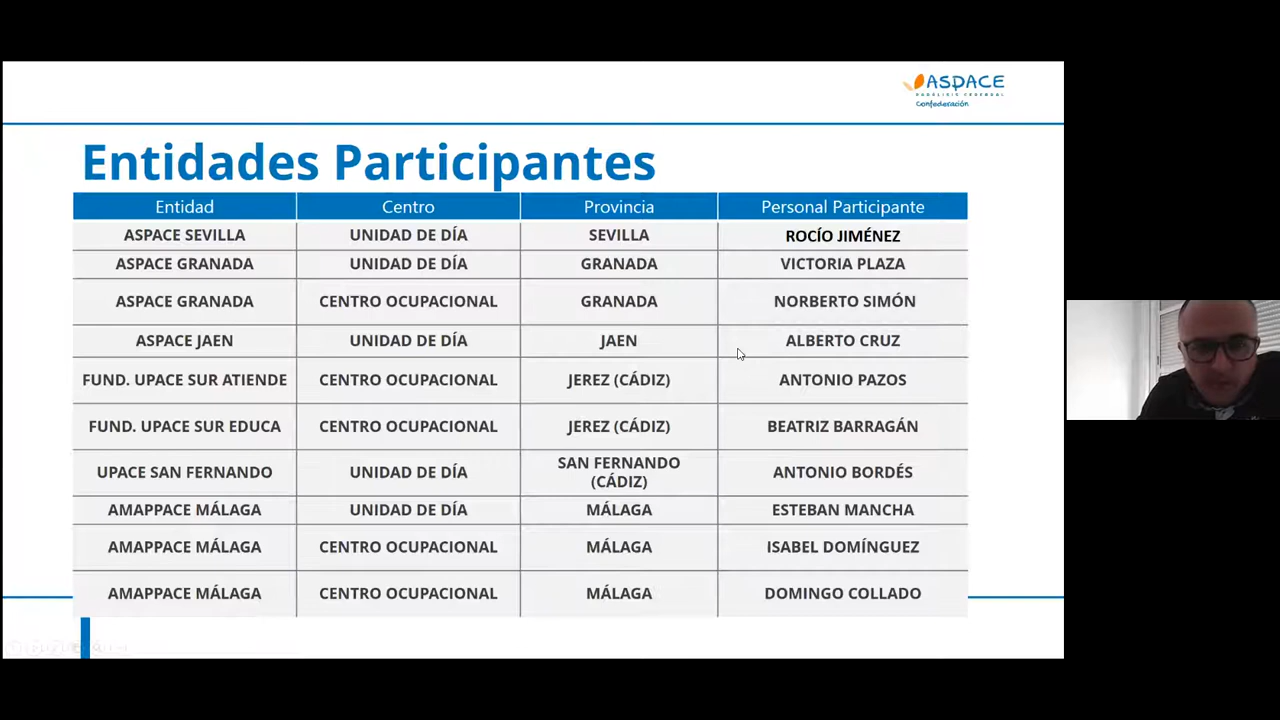 ASPACE
Confederación
Entidades Participantes
Entidad Centro Provincia Personal Participante
ASPACE SEVILLA UNIDAD DE DÍA SEVILLA ROCÍO JIMÉNEZ
ASPACE GRANADA UNIDAD DE DÍA GRANADA VICTORIA PLAZA
ASPACE GRANADA CENTRO OCUPACIONAL GRANADA NORBERTO SIMÓN
ASPACE JAEN UNIDAD DE DÍA JAEN ALBERTO CRUZ
FUND. UPACE SUR ATIENDE CENTRO OCUPACIONAL JEREZ (CÁDIZ) ANTONIO PAZOS
FUND. UPACE SUR EDUCA CENTRO OCUPACIONAL JEREZ (CÁDIZ) BEATRIZ BARRAGÁN
UPACE SAN FERNANDO UNIDAD DE DÍA SAN FERNANDO
(CÁDIZ) ANTONIO BORDÉS
AMAPPACE MÁLAGA UNIDAD DE DÍA MÁLAGA ESTEBAN MANCHA
AMAPPACE MÁLAGA CENTRO OCUPACIONAL MÁLAGA ISABEL DOMÍNGUEZ
AMAPPACE MÁLAGA CENTRO OCUPACIONAL MÁLAGA DOMINGO COLLADO